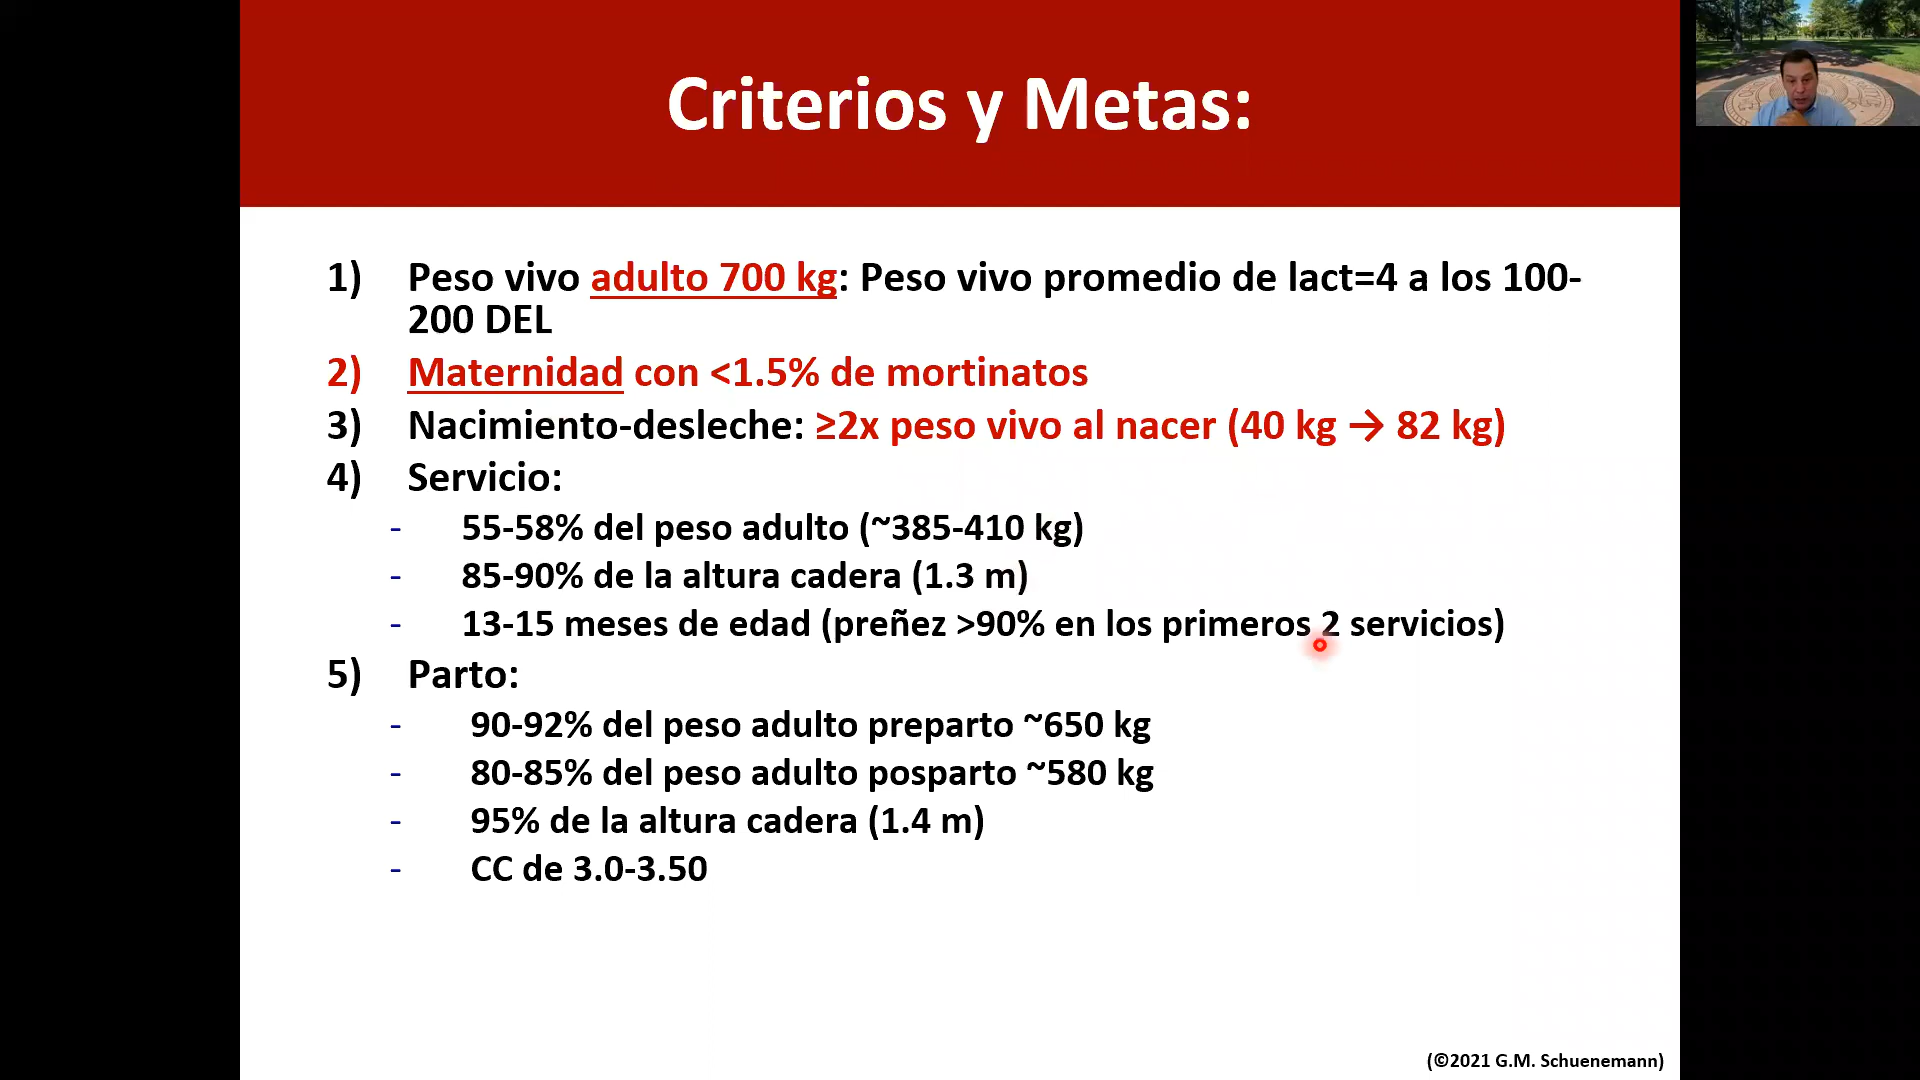 Criterios y Metas:
1) Peso vivo adulto 700 kg: Peso vivo promedio de lact=4 a los 100-
200 DEL
2) Maternidad con <1.5% de mortinatos
3) Nacimiento-desleche: ≥2x peso vivo al nacer (40 kg → 82 kg)
4) Servicio:
- 55-58% del peso adulto (~385-410 kg)
- 85-90% de la altura cadera (1.3 m)
- 13-15 meses de edad (preñez >90% en los primeros 2 servicios)
5) Parto:
- 90-92% del peso adulto preparto ~650 kg
- 80-85% del peso adulto posparto ~580 kg
- 95% de la altura cadera (1.4 m)
- CC de 3.0-3.50
(©2021 G.M. Schuenemann)